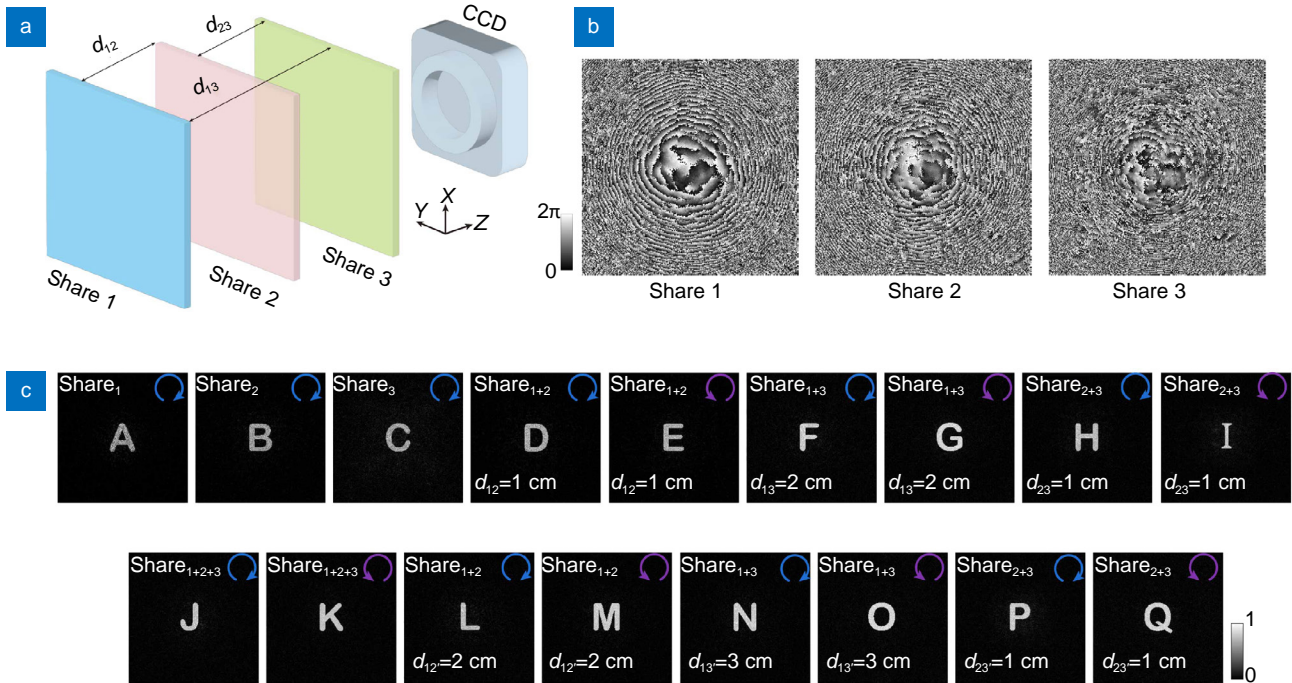 a
d12
d23
d13
CCD
X
Y
Z
Share 1
Share 2
Share 3
b
2π
0
Share 1
Share 2
Share 3
c
Share1
A
Share2
B
Share3
C
Share1+2
D
d12=1 cm
Share1+2
E
d12=1 cm
Share1+3
F
d13=2 cm
Share1+3
G
d13=2 cm
Share2+3
H
d23=1 cm
Share2+3
I
d23=1 cm
Share1+2+3
J
Share1+2+3
K
Share1+2
L
d12'=2 cm
Share1+2
M
d12'=2 cm
Share1+3
N
d13'=3 cm
Share1+3
O
d13'=3 cm
Share2+3
P
d23'=1 cm
Share2+3
Q
d23'=1 cm
1
0